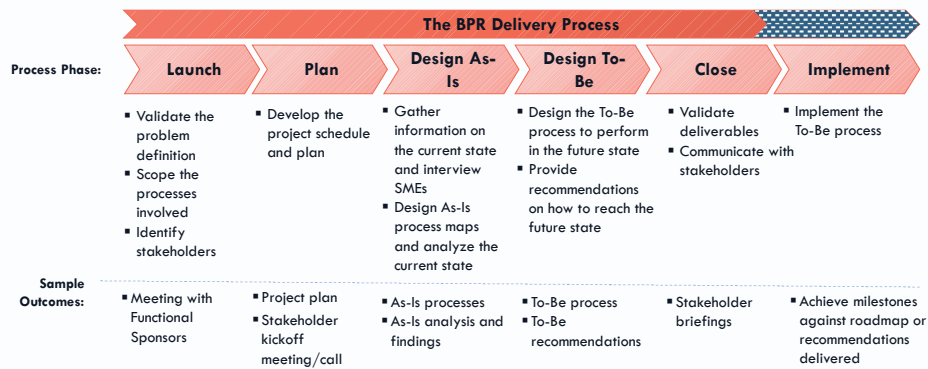 The BPR Delivery Process
Process Phase:
Launch
Plan
Design As-
Is
Design To-
Be
Close
Implement
▪ Validate the
problem
definition
▪ Scope the
processes
involved
▪ Identify
stakeholders
▪ Develop the
project schedule
and plan
▪ Gather
information on
the current state
and interview
SMEs
▪ Design As-Is
process maps
and analyze the
current state
▪ Design the To-Be
process to perform
in the future state
▪ Provide
recommendations
on how to reach the
future state
▪ Validate
deliverables
▪ Communicate with
stakeholders
▪ Implement the
To-Be process
Sample
Outcomes:
▪ Meeting with
Functional
Sponsors
▪ Project plan
▪ Stakeholder
kickoff
meeting/call
▪ As-Is processes
▪ As-Is analysis and
findings
▪ To-Be process
▪ To-Be
recommendations
▪ Stakeholder
briefings
▪ Achieve milestones
against roadmap or
recommendations
delivered